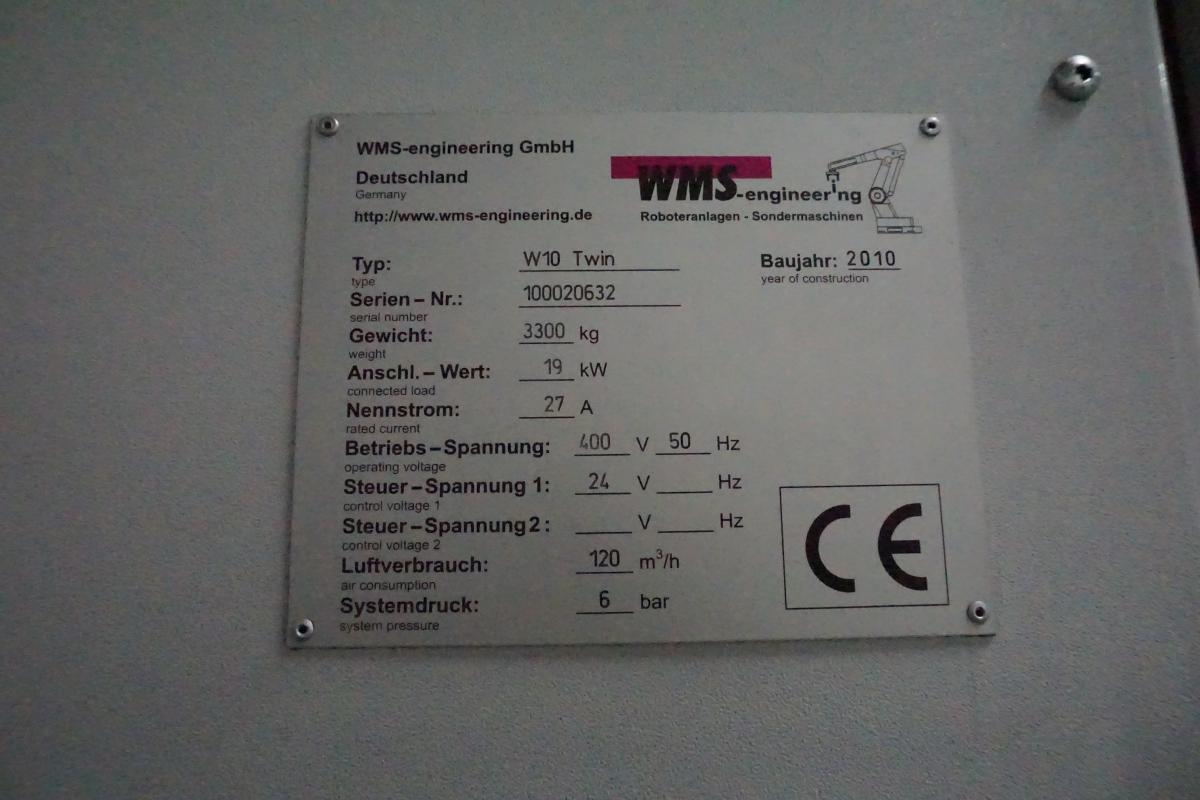 WMS-engineering GmbH
Deutschland
Germany
http://www.wms-engineering.de
WMS-engineering
Roboteranlagen - Sondermaschinen
Typ: W10 Twin
type
Baujahr: 2010
year of construction
Serien-Nr.: 100020632
serial number
Gewicht: 3300 kg
weight
Anschl.-Wert: 19 kW
connected load
Nennstrom: 27 A
rated current
Betriebs-Spannung: 400 V 50 Hz
operating voltage
Steuer-Spannung 1: 24 V ____ Hz
control voltage 1
Steuer-Spannung 2: ____ V ____ Hz
control voltage 2
Luftverbrauch: 120 m³/h
air consumption
Systemdruck: 6 bar
system pressure
CE